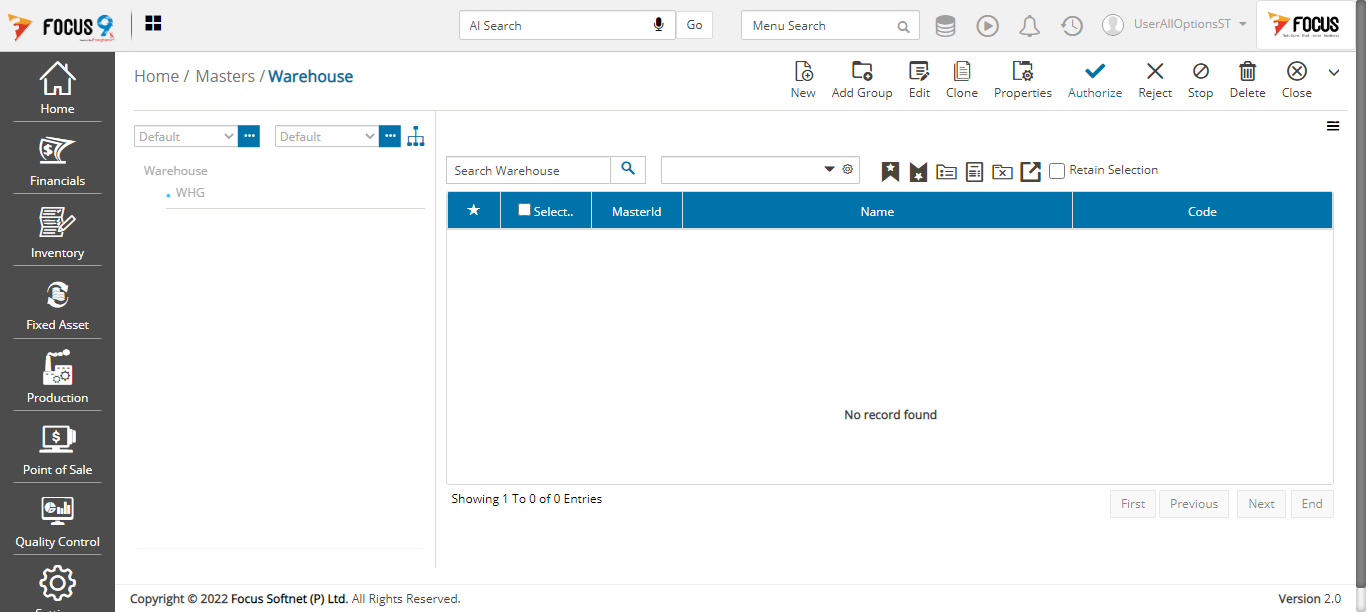 FOCUS 9
AI Search
Go
Menu Search
UserAllOptionsST
FOCUS
Home
Financials
Inventory
Fixed Asset
Production
Point of Sale
Quality Control
Home / Masters / Warehouse
New
Add Group
Edit
Clone
Properties
Authorize
Reject
Stop
Delete
Close
Default
Default
Warehouse
WHG
Search Warehouse
Retain Selection
Select..
MasterId
Name
Code
No record found
Showing 1 To 0 of 0 Entries
First
Previous
Next
End
Copyright © 2022 Focus Softnet (P) Ltd. All Rights Reserved.
Version 2.0